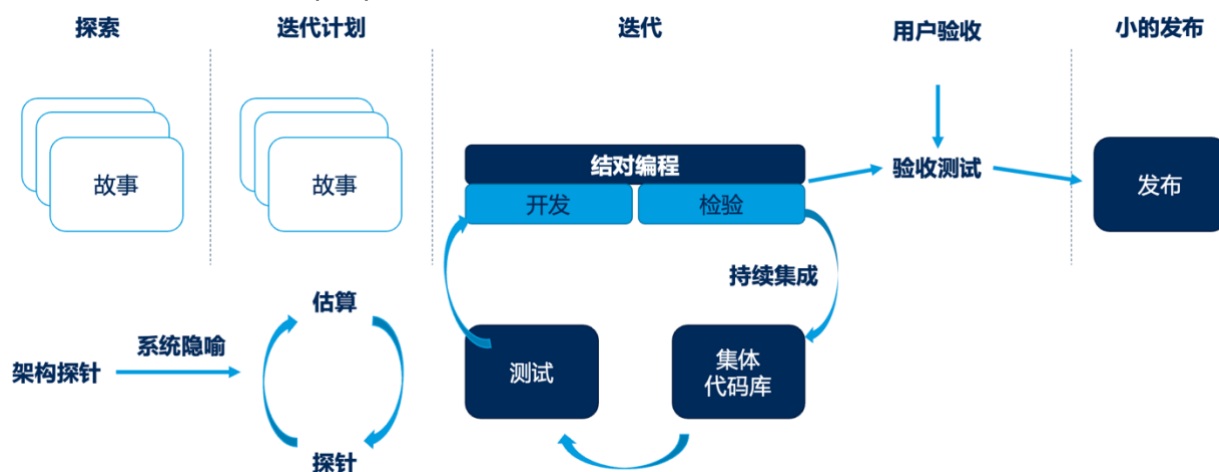 探索
迭代计划
迭代
用户验收
小的发布
故事
故事
结对编程
开发
检验
验收测试
发布
持续集成
估算
系统隐喻
架构探针
测试
集体
代码库
探针